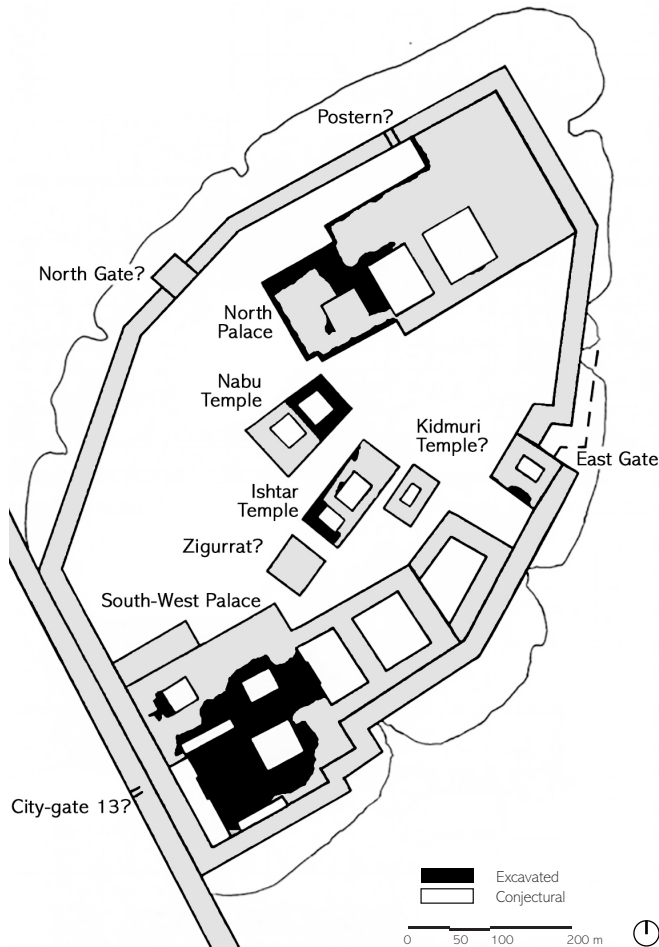 Postern?
North Gate?
North
Palace
Nabu
Temple
Kidmuri
Temple?
East Gate
Ishtar
Temple
Zigurrat?
South-West Palace
City-gate 13?
Excavated
Conjectural
0 50 100 200 m